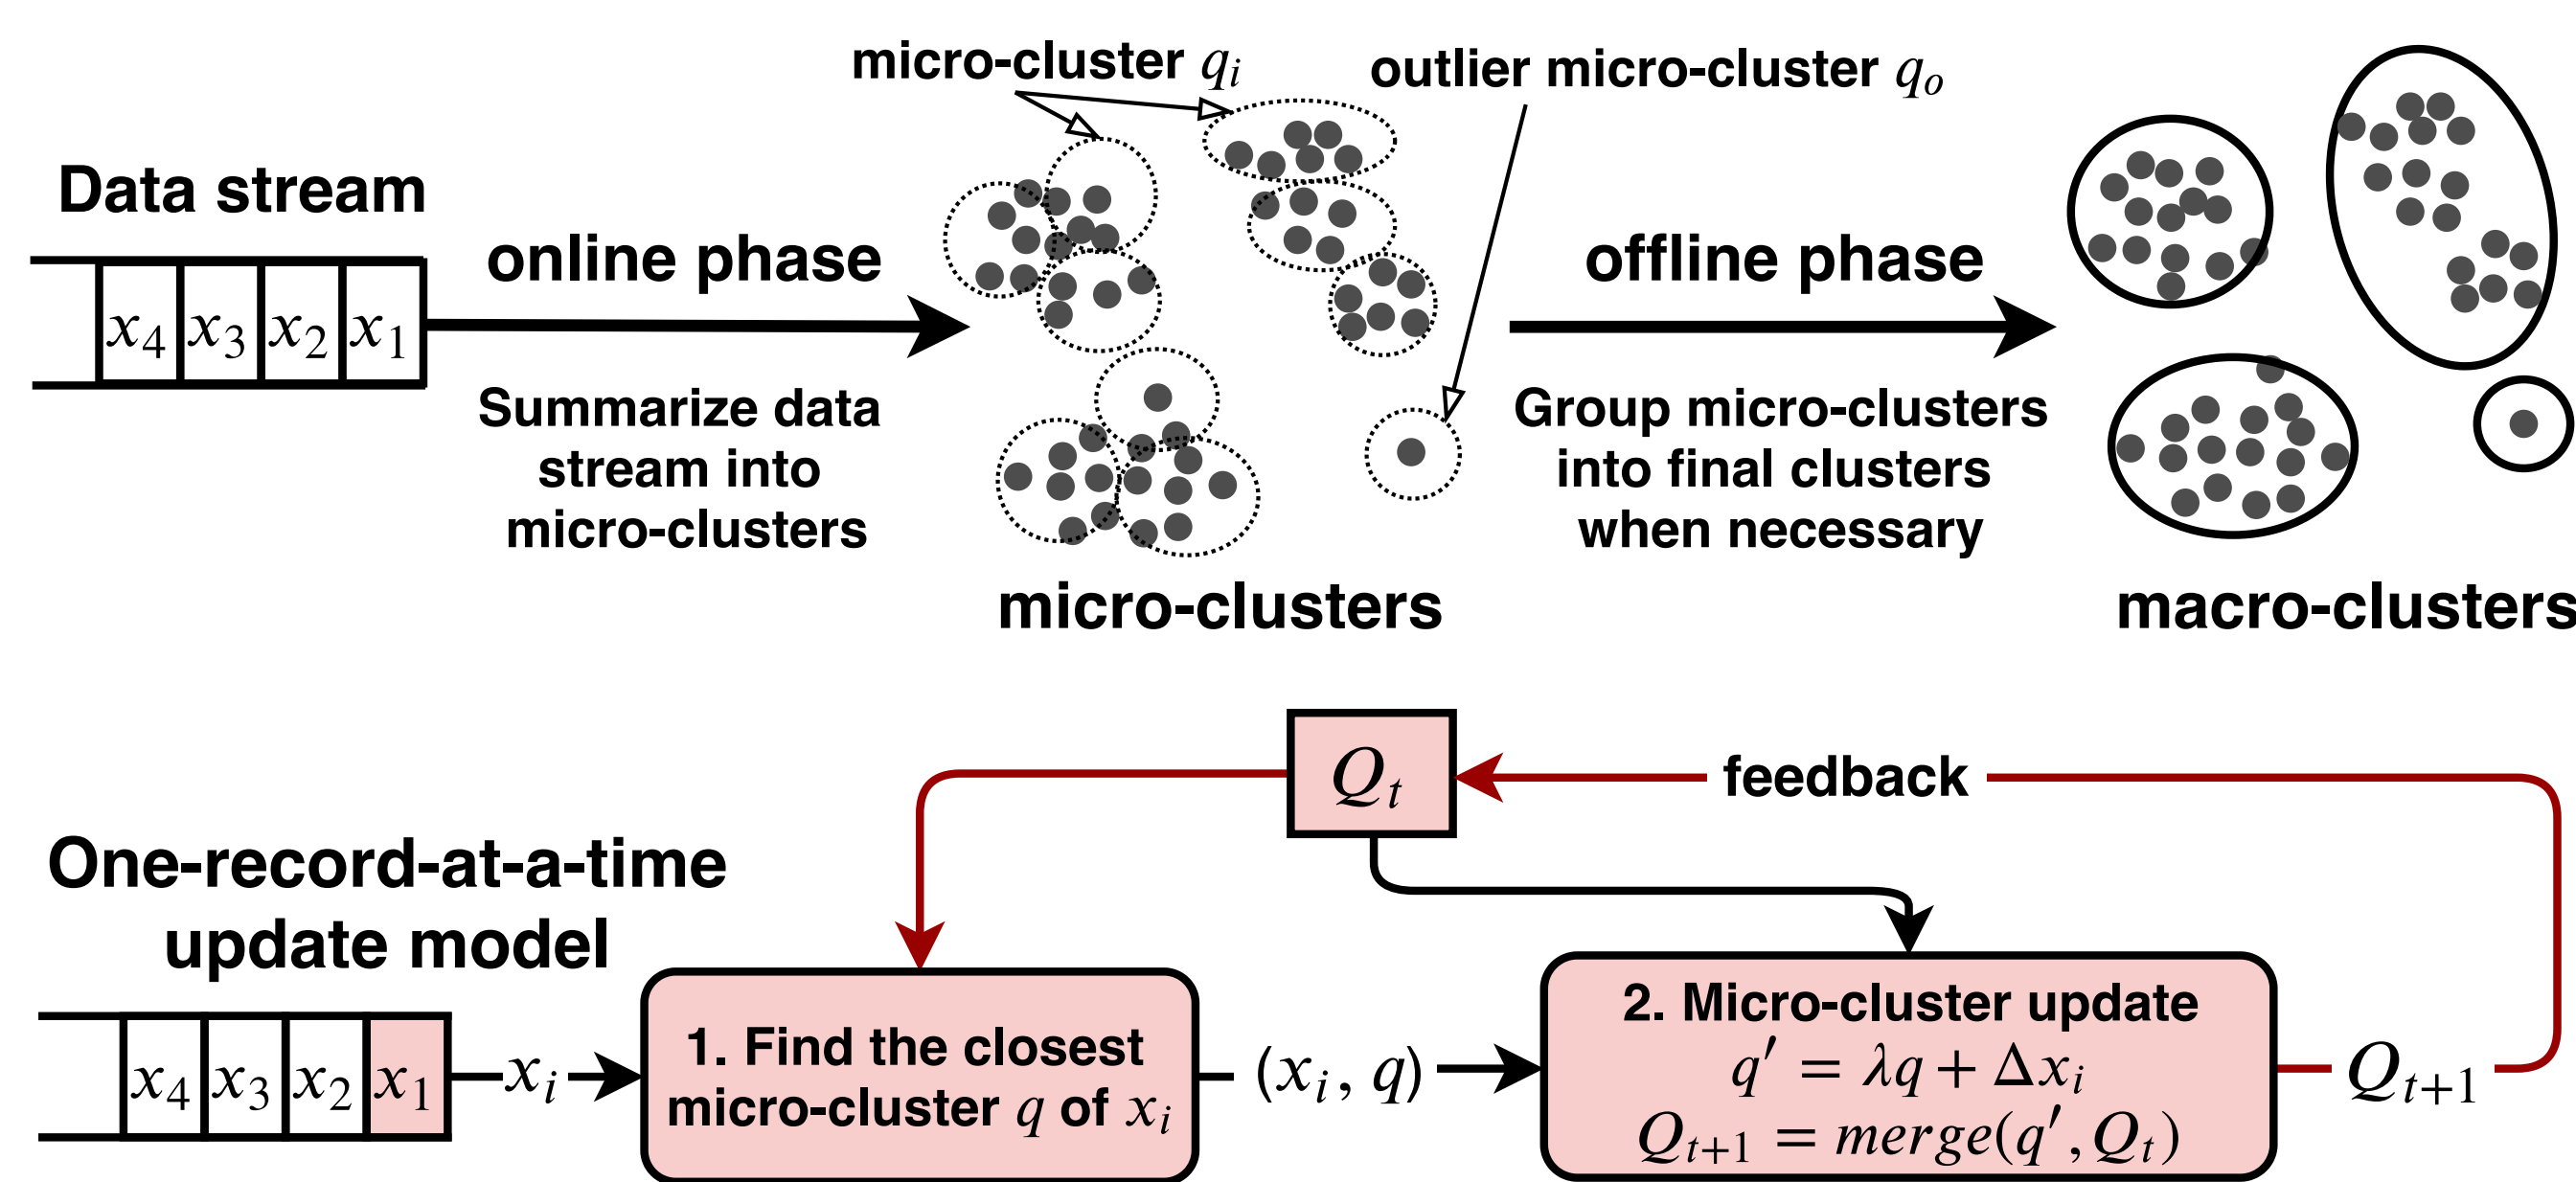 micro-cluster qᵢ
outlier micro-cluster qₒ
Data stream
x₄ x₃ x₂ x₁
online phase
Summarize data
stream into
micro-clusters
micro-clusters
offline phase
Group micro-clusters
into final clusters
when necessary
macro-clusters
Qₜ
feedback
One-record-at-a-time
update model
x₄ x₃ x₂ x₁
xᵢ
1. Find the closest
micro-cluster q of xᵢ
(xᵢ, q)
2. Micro-cluster update
q′ = λq + Δxᵢ
Qₜ₊₁ = merge(q′, Qₜ)
Qₜ₊₁